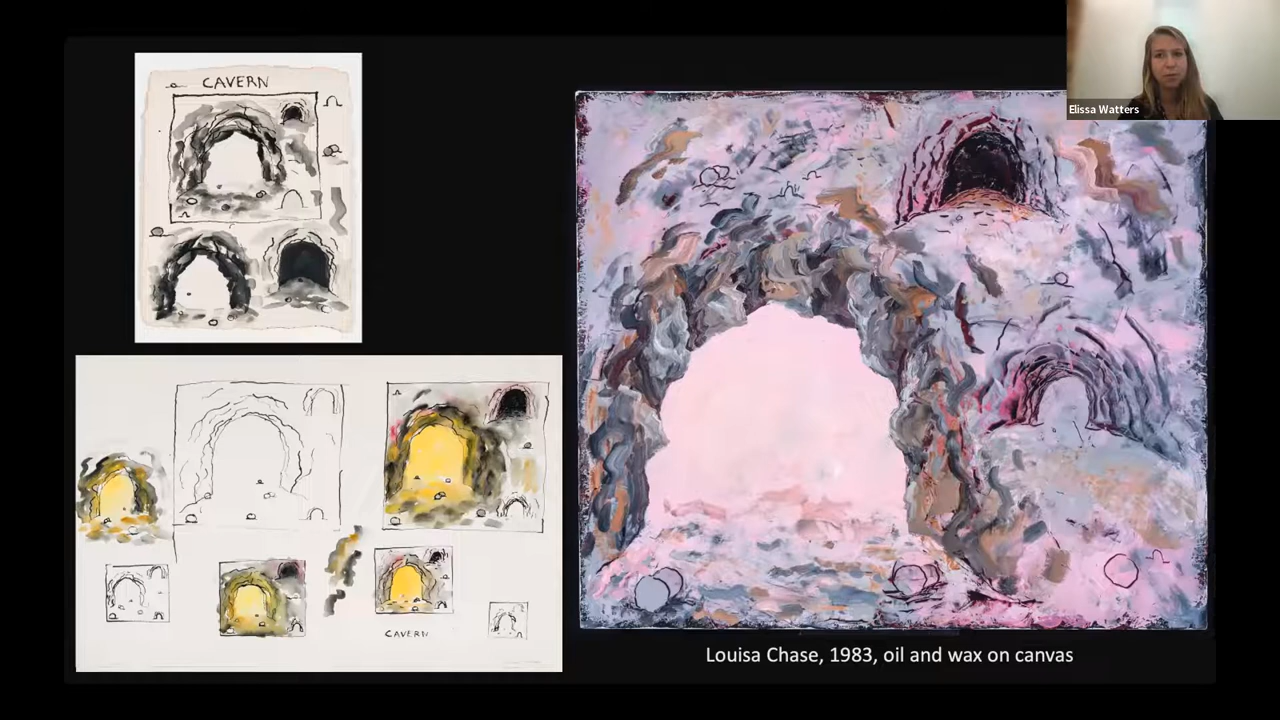 CAVERN
Elissa Watters
CAVERN
Louisa Chase, 1983, oil and wax on canvas